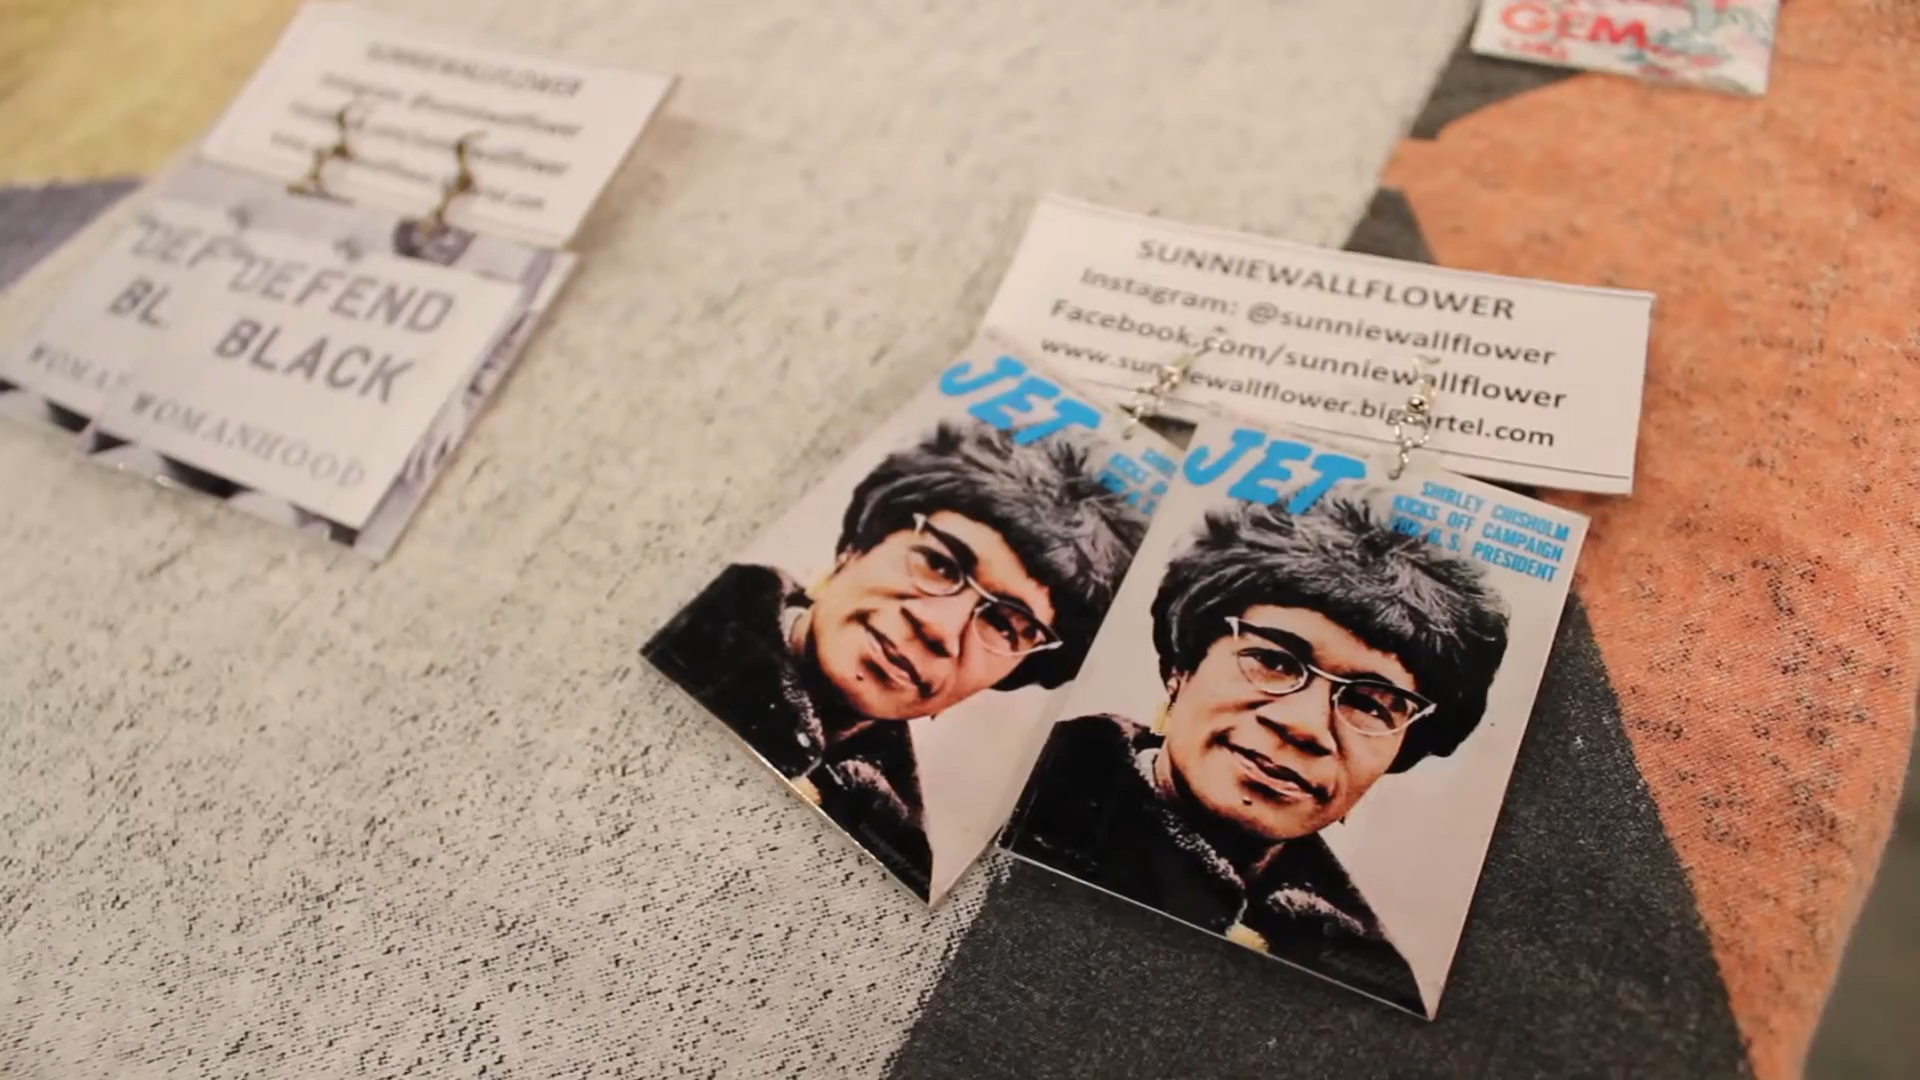 SUNNIEWALLFLOWER
"DEF
BL
WOMA
"DEFEND
BLACK
WOMANHOOD
GEM
SUNNIEWALLFLOWER
Instagram: @sunniewallflower
Facebook.com/sunniewallflower
www.sunniewallflower.bigcartel.com
JET
JET
SHIRLEY CHISHOLM
KICKS OFF CAMPAIGN
FOR U.S. PRESIDENT